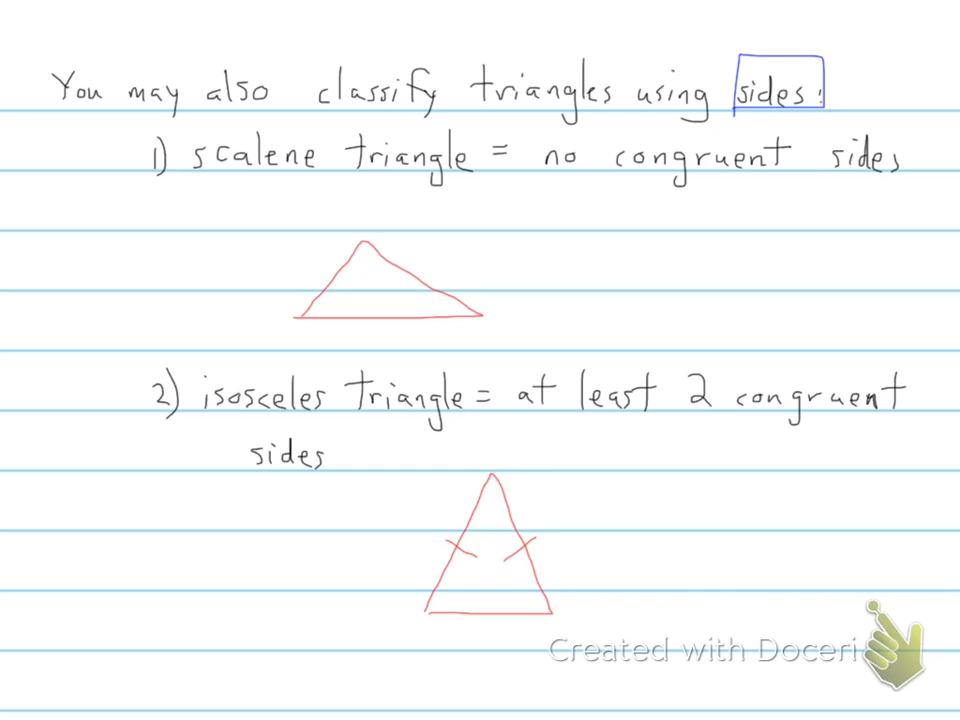 You may also classify triangles using sides:
1) scalene triangle = no congruent sides
2) isosceles triangle = at least 2 congruent
sides
Created with Doceri